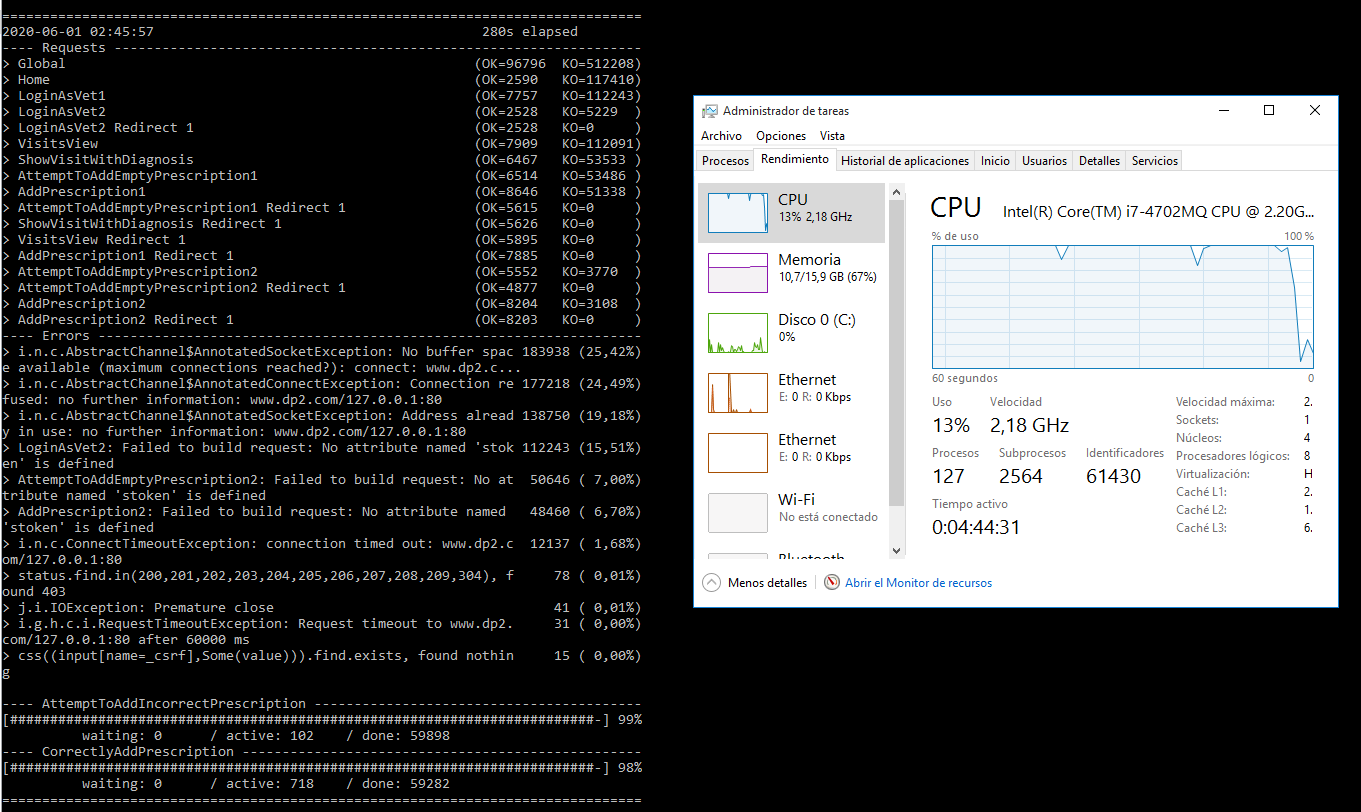 ================================================================================
2020-06-01 02:45:57                                         280s elapsed
---- Requests ------------------------------------------------------------------
> Global                                                   (OK=96796  KO=512208)
> Home                                                     (OK=2590   KO=117410)
> LoginAsVet1                                              (OK=7757   KO=112243)
> LoginAsVet2                                              (OK=2528   KO=5229  )
> LoginAsVet2 Redirect 1                                   (OK=2528   KO=0     )
> VisitsView                                               (OK=7909   KO=112091)
> ShowVisitWithDiagnosis                                   (OK=6467   KO=53533 )
> AttemptToAddEmptyPrescription1                           (OK=6514   KO=53486 )
> AddPrescription1                                         (OK=8646   KO=51338 )
> AttemptToAddEmptyPrescription1 Redirect 1                (OK=5615   KO=0     )
> ShowVisitWithDiagnosis Redirect 1                        (OK=5626   KO=0     )
> VisitsView Redirect 1                                    (OK=5895   KO=0     )
> AddPrescription1 Redirect 1                              (OK=7885   KO=0     )
> AttemptToAddEmptyPrescription2                           (OK=5552   KO=3770  )
> AttemptToAddEmptyPrescription2 Redirect 1                (OK=4877   KO=0     )
> AddPrescription2                                         (OK=8204   KO=3108  )
> AddPrescription2 Redirect 1                              (OK=8203   KO=0     )
---- Errors --------------------------------------------------------------------
> i.n.c.AbstractChannel$AnnotatedSocketException: No buffer spac 183938 (25,42%)
e available (maximum connections reached?): connect: www.dp2.c...
> i.n.c.AbstractChannel$AnnotatedConnectException: Connection re 177218 (24,49%)
fused: no further information: www.dp2.com/127.0.0.1:80
> i.n.c.AbstractChannel$AnnotatedSocketException: Address alread 138750 (19,18%)
y in use: no further information: www.dp2.com/127.0.0.1:80
> LoginAsVet2: Failed to build request: No attribute named 'stok 112243 (15,51%)
en' is defined
> AttemptToAddEmptyPrescription2: Failed to build request: No at  50646 ( 7,00%)
tribute named 'stoken' is defined
> AddPrescription2: Failed to build request: No attribute named   48460 ( 6,70%)
'stoken' is defined
> i.n.c.ConnectTimeoutException: connection timed out: www.dp2.c  12137 ( 1,68%)
om/127.0.0.1:80
> status.find.in(200,201,202,203,204,205,206,207,208,209,304), f     78 ( 0,01%)
ound 403
> j.i.IOException: Premature close                                   41 ( 0,01%)
> i.g.h.c.i.RequestTimeoutException: Request timeout to www.dp2.     31 ( 0,00%)
com/127.0.0.1:80 after 60000 ms
> css((input[name=_csrf],Some(value))).find.exists, found nothin     15 ( 0,00%)
g
---- AttemptToAddIncorrectPrescription -----------------------------------------
[#########################################################################-] 99%
          waiting: 0      / active: 102    / done: 59898
---- CorrectlyAddPrescription --------------------------------------------------
[#########################################################################-] 98%
          waiting: 0      / active: 718    / done: 59282
================================================================================
Administrador de tareas
Archivo Opciones Vista
Procesos Rendimiento Historial de aplicaciones Inicio Usuarios Detalles Servicios
CPU
13% 2,18 GHz
Memoria
10,7/15,9 GB (67%)
Disco 0 (C:)
0%
Ethernet
E: 0 R: 0 Kbps
Ethernet
E: 0 R: 0 Kbps
Wi-Fi
No está conectado
Bluetooth
CPU Intel(R) Core(TM) i7-4702MQ CPU @ 2.20G...
% de uso 100 %
60 segundos 0
Uso Velocidad
13% 2,18 GHz
Procesos Subprocesos Identificadores
127 2564 61430
Tiempo activo
0:04:44:31
Velocidad máxima: 2.
Sockets: 1
Núcleos: 4
Procesadores lógicos: 8
Virtualización: H
Caché L1: 2.
Caché L2: 1.
Caché L3: 6.
Menos detalles Abrir el Monitor de recursos